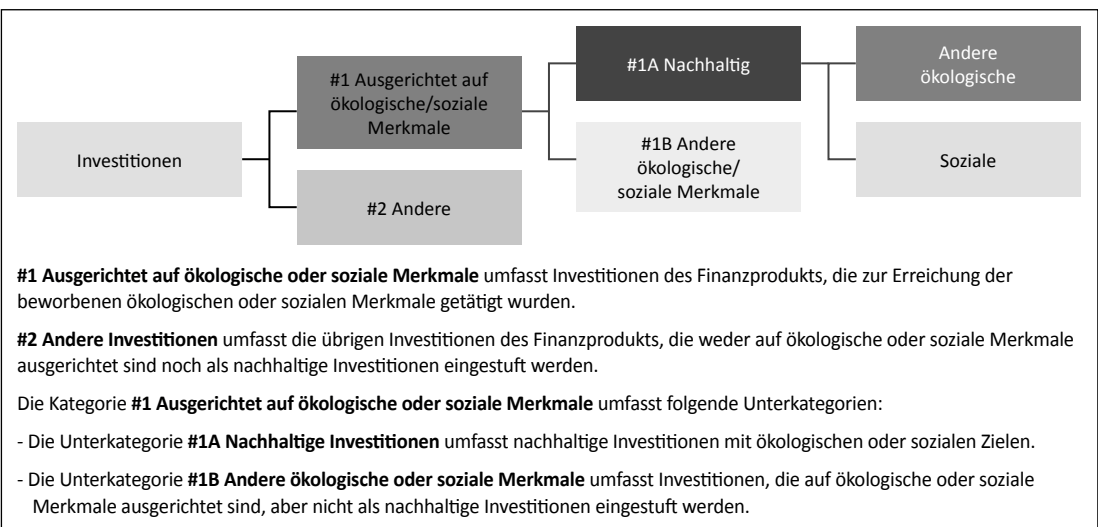 Investitionen
#1 Ausgerichtet auf
ökologische/soziale
Merkmale
#2 Andere
#1A Nachhaltig
#1B Andere
ökologische/
soziale Merkmale
Andere
ökologische
Soziale
#1 Ausgerichtet auf ökologische oder soziale Merkmale umfasst Investitionen des Finanzprodukts, die zur Erreichung der
beworbenen ökologischen oder sozialen Merkmale getätigt wurden.
#2 Andere Investitionen umfasst die übrigen Investitionen des Finanzprodukts, die weder auf ökologische oder soziale Merkmale
ausgerichtet sind noch als nachhaltige Investitionen eingestuft werden.
Die Kategorie #1 Ausgerichtet auf ökologische oder soziale Merkmale umfasst folgende Unterkategorien:
- Die Unterkategorie #1A Nachhaltige Investitionen umfasst nachhaltige Investitionen mit ökologischen oder sozialen Zielen.
- Die Unterkategorie #1B Andere ökologische oder soziale Merkmale umfasst Investitionen, die auf ökologische oder soziale
Merkmale ausgerichtet sind, aber nicht als nachhaltige Investitionen eingestuft werden.